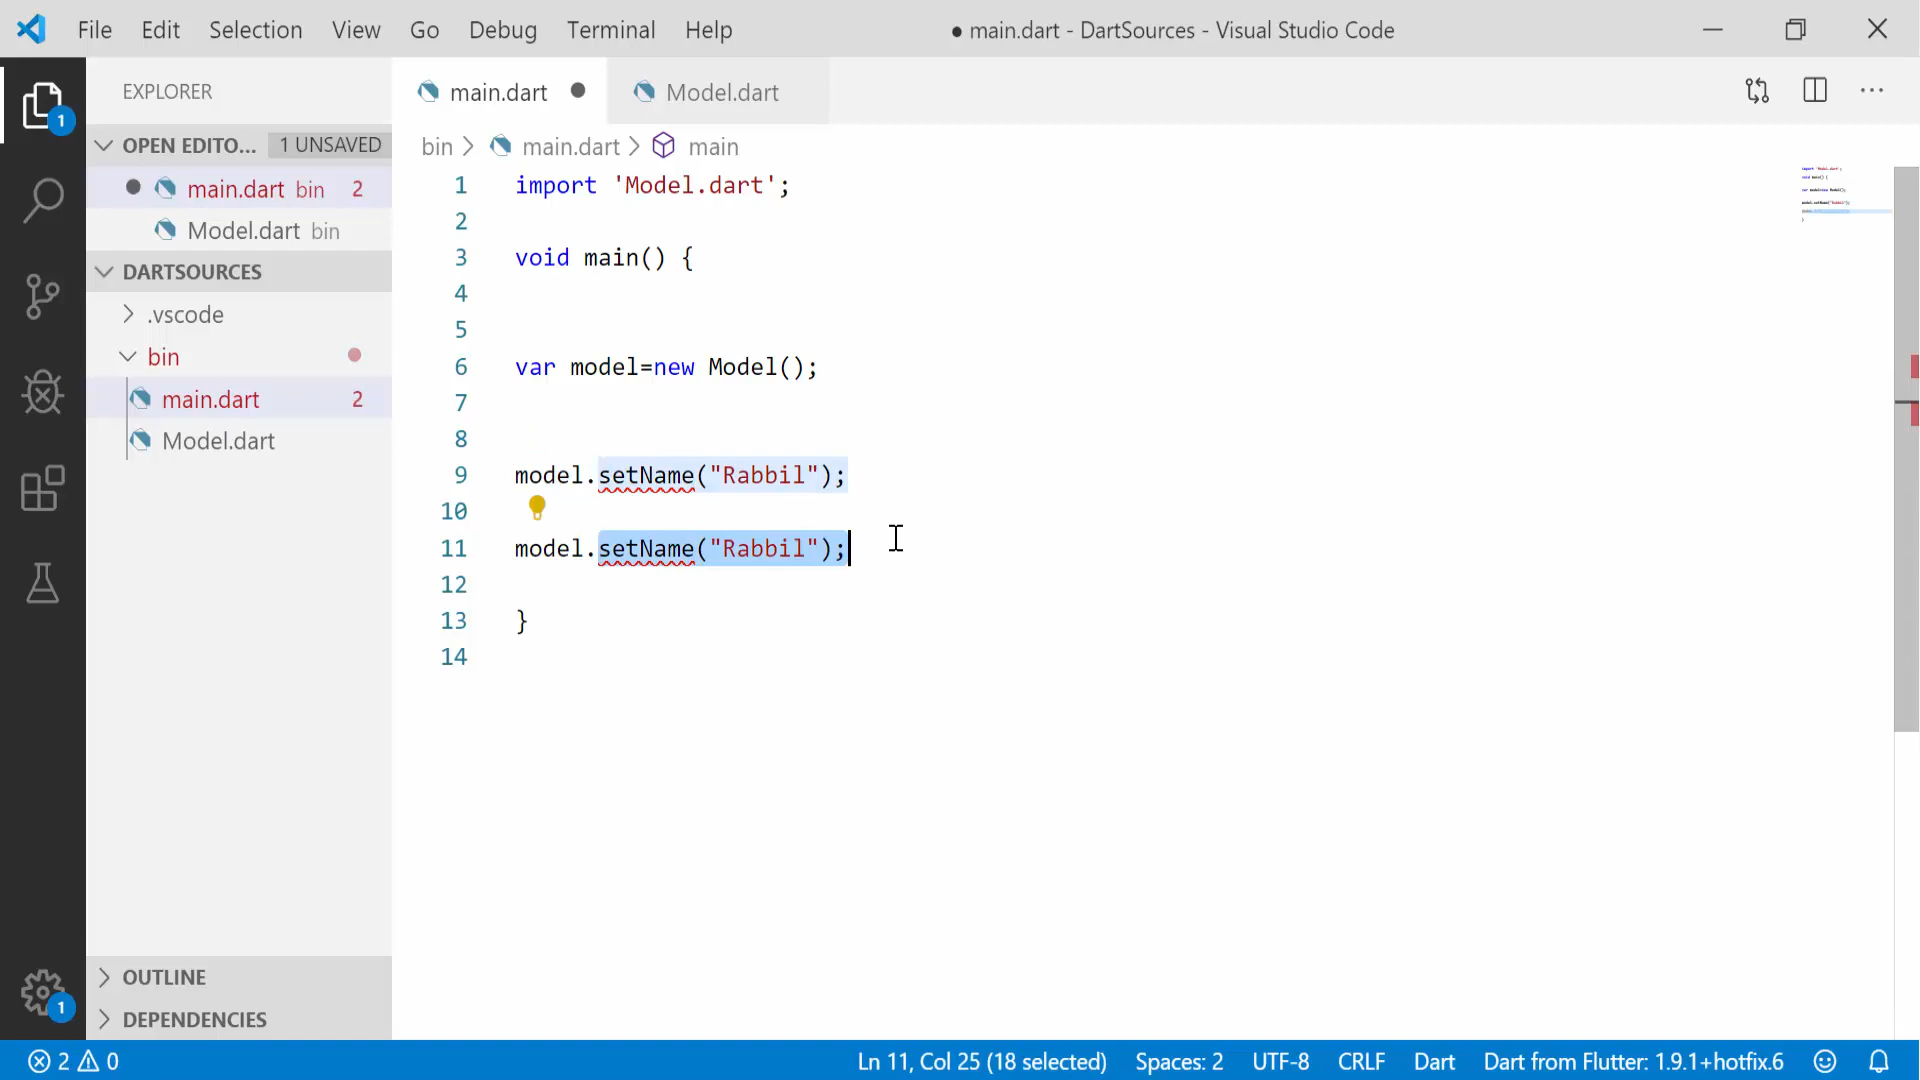 File Edit Selection View Go Debug Terminal Help
● main.dart - DartSources - Visual Studio Code
EXPLORER
1
OPEN EDITO... 1 UNSAVED
main.dart bin 2
Model.dart bin
DARTSOURCES
.vscode
bin
main.dart 2
Model.dart
OUTLINE
DEPENDENCIES
1
main.dart
Model.dart
bin > main.dart > main
1 import 'Model.dart';
2
3 void main() {
4
5
6 var model=new Model();
7
8
9 model.setName("Rabbil");
10
11 model.setName("Rabbil");
12
13 }
14
2 0
Ln 11, Col 25 (18 selected) Spaces: 2 UTF-8 CRLF Dart Dart from Flutter: 1.9.1+hotfix.6